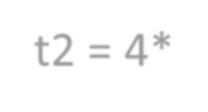 t2 = 4*